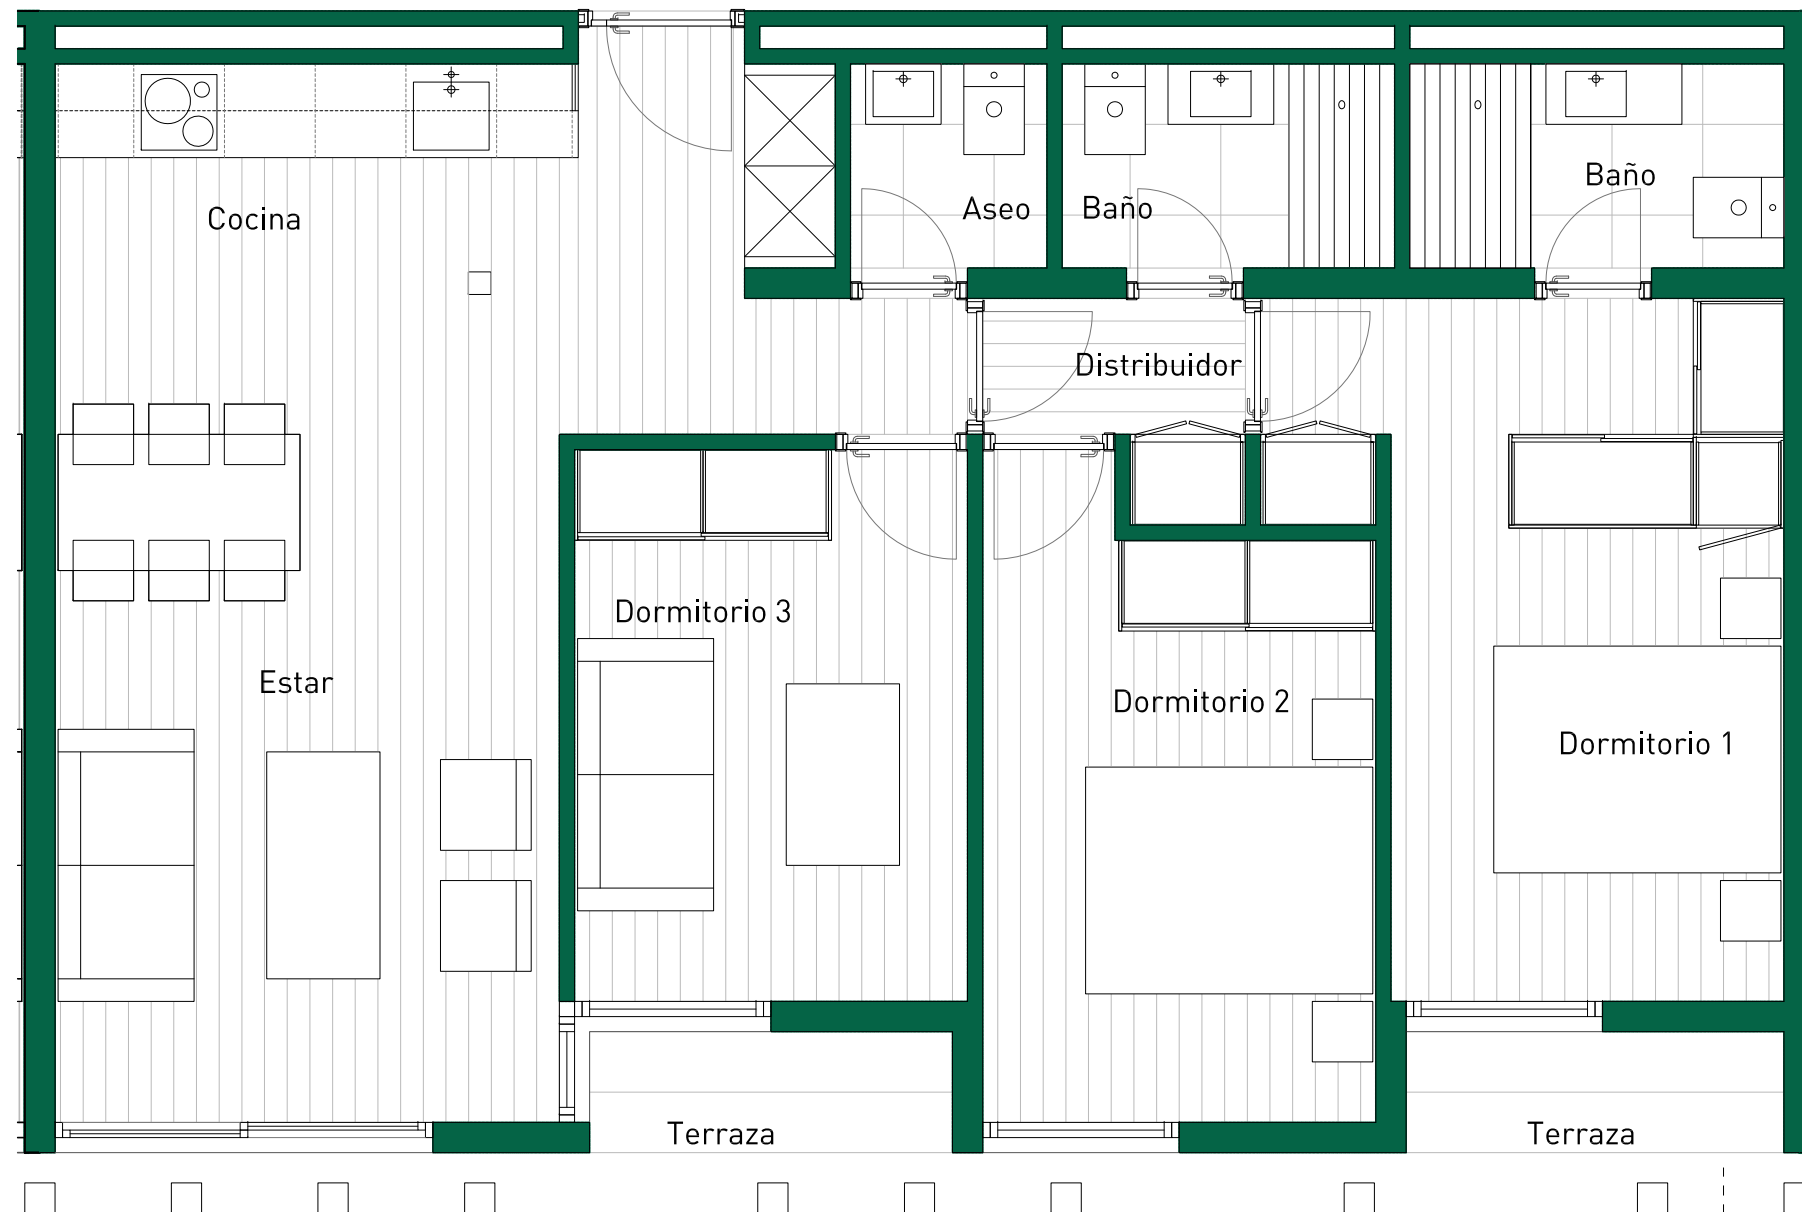 Cocina
Aseo
Baño
Baño
Distribuidor
Dormitorio 3
Estar
Dormitorio 2
Dormitorio 1
Terraza
Terraza